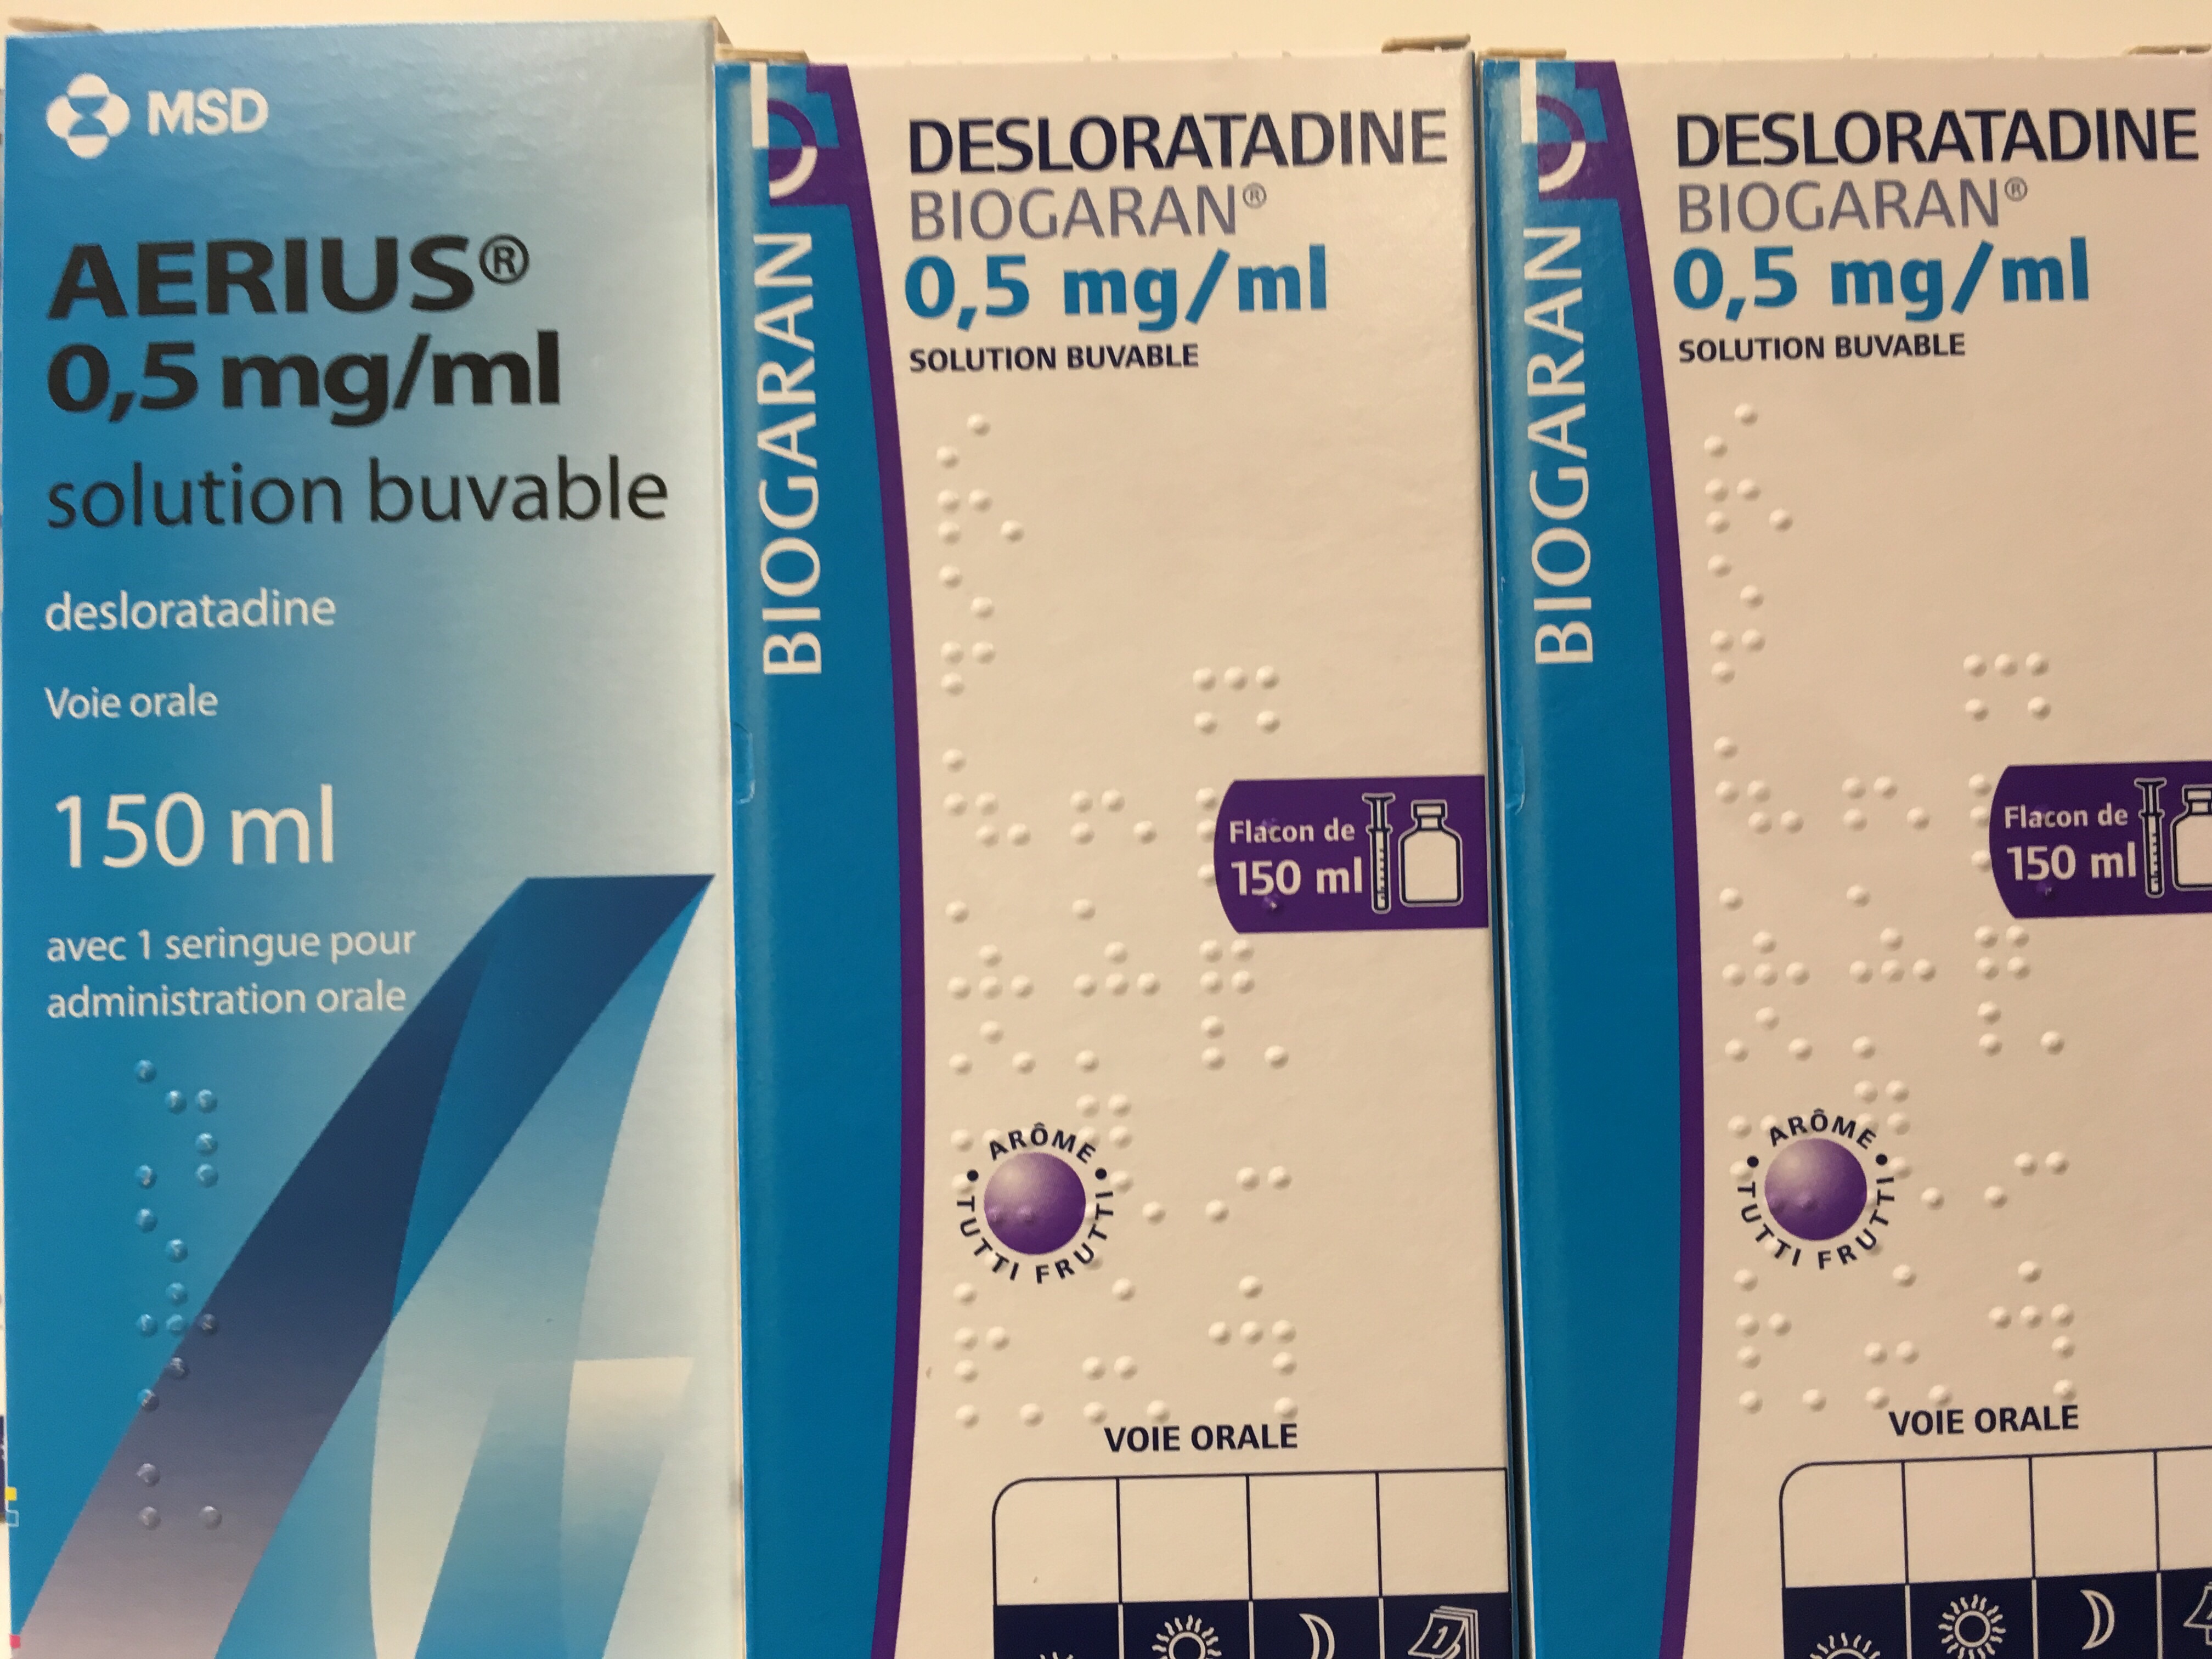 MSD
AERIUS®
0,5 mg/ml
solution buvable
desloratadine
Voie orale
150 ml
avec 1 seringue pour
administration orale
BIOGARAN
DESLORATADINE
BIOGARAN®
0,5 mg/ml
SOLUTION BUVABLE
Flacon de
150 ml
ARÔME
• TUTTI FRUTTI •
VOIE ORALE
1
BIOGARAN
DESLORATADINE
BIOGARAN®
0,5 mg/ml
SOLUTION BUVABLE
Flacon de
150 ml
ARÔME
• TUTTI FRUTTI •
VOIE ORALE